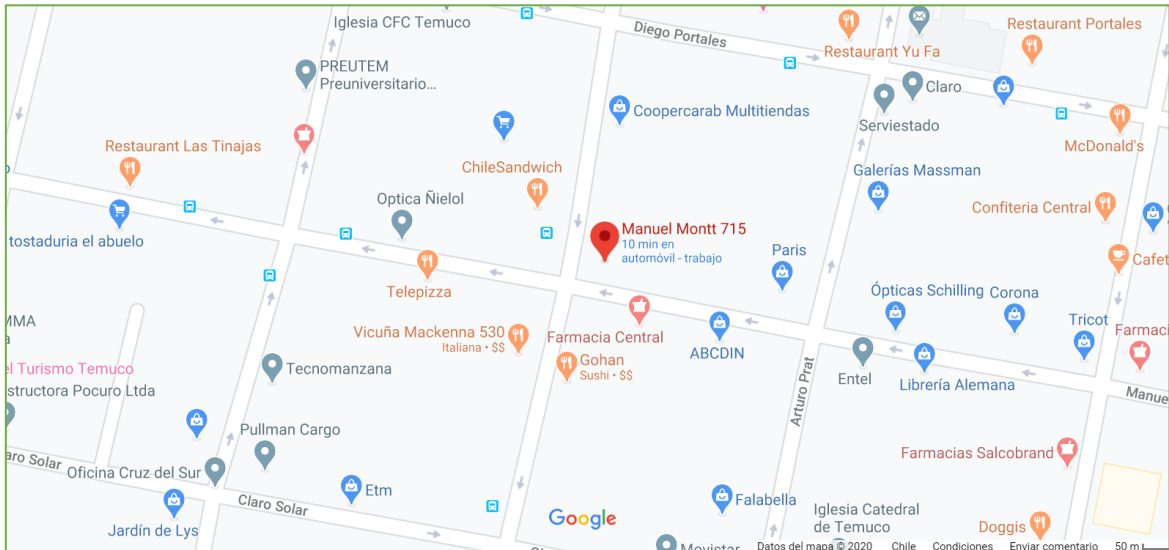 Iglesia CFC Temuco
Diego Portales
Restaurant Portales
Restaurant Yu Fa
PREUTEM
Preuniversitario...
Claro
Coopercarab Multitiendas
Serviestado
McDonald's
Restaurant Las Tinajas
ChileSandwich
Galerías Massman
Optica Ñielol
Confiteria Central
tostaduria el abuelo
Manuel Montt 715
10 min en
automóvil - trabajo
Paris
Cafet
Telepizza
Ópticas Schilling
Corona
MMA
a
Vicuña Mackenna 530
Italiana • $$
Farmacia Central
ABCDIN
Tricot
Farmaci
Gohan
Sushi • $$
el Turismo Temuco
Tecnomanzana
Entel
Librería Alemana
structora Pocuro Ltda
Arturo Prat
Manue
Pullman Cargo
Farmacias Salcobrand
aro Solar
Oficina Cruz del Sur
Claro Solar
Etm
Falabella
Jardín de Lys
Google
Iglesia Catedral
de Temuco
Doggis
Movistar
Datos del mapa © 2020 Chile Condiciones Enviar comentario 50 m